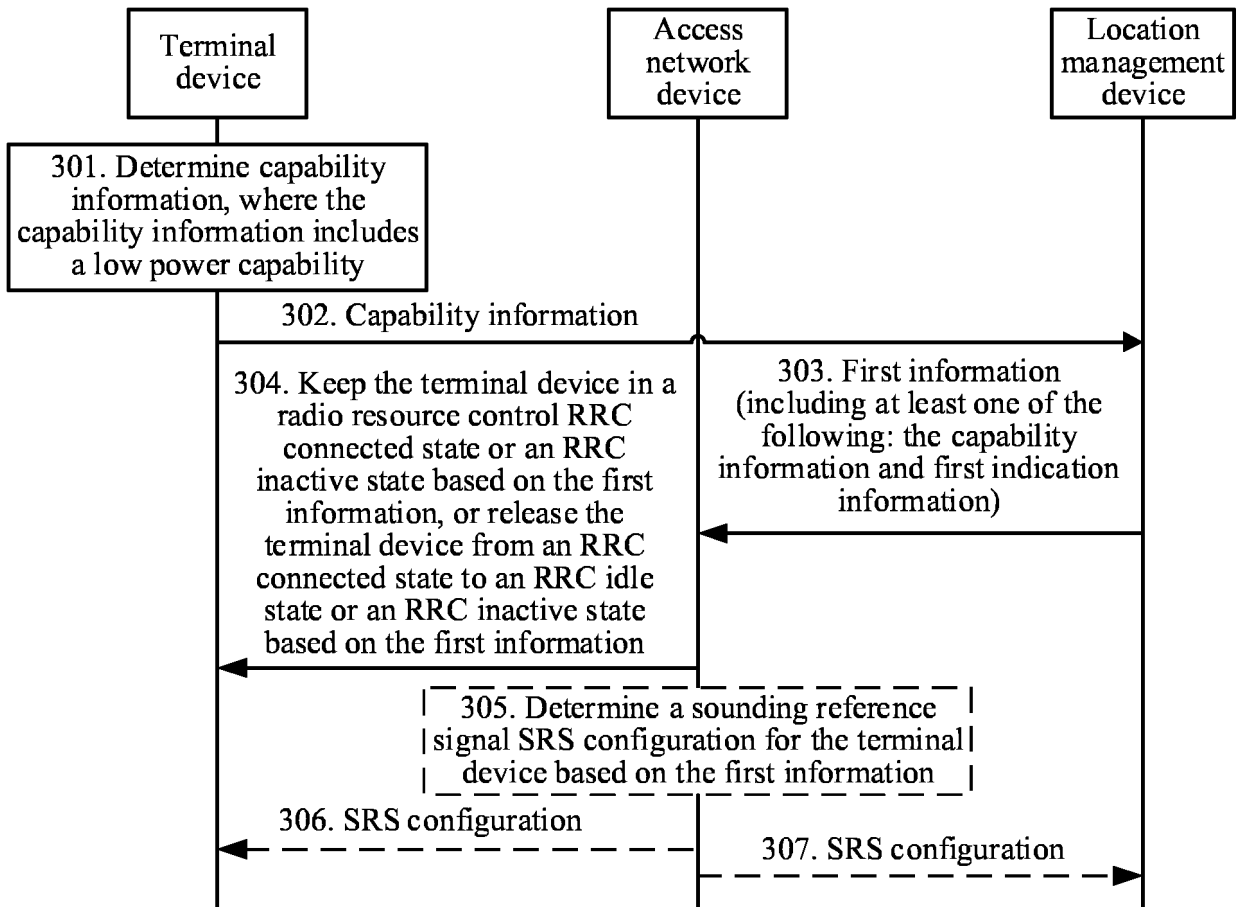 Terminal
device
Access
network
device
Location
management
device
301. Determine capability
information, where the
capability information includes
a low power capability
302. Capability information
303. First information
(including at least one of the
following: the capability
information and first indication
information)
304. Keep the terminal device in a
radio resource control RRC
connected state or an RRC
inactive state based on the first
information, or release the
terminal device from an RRC
connected state to an RRC idle
state or an RRC inactive state
based on the first information
305. Determine a sounding reference
signal SRS configuration for the terminal
device based on the first information
306. SRS configuration
307. SRS configuration